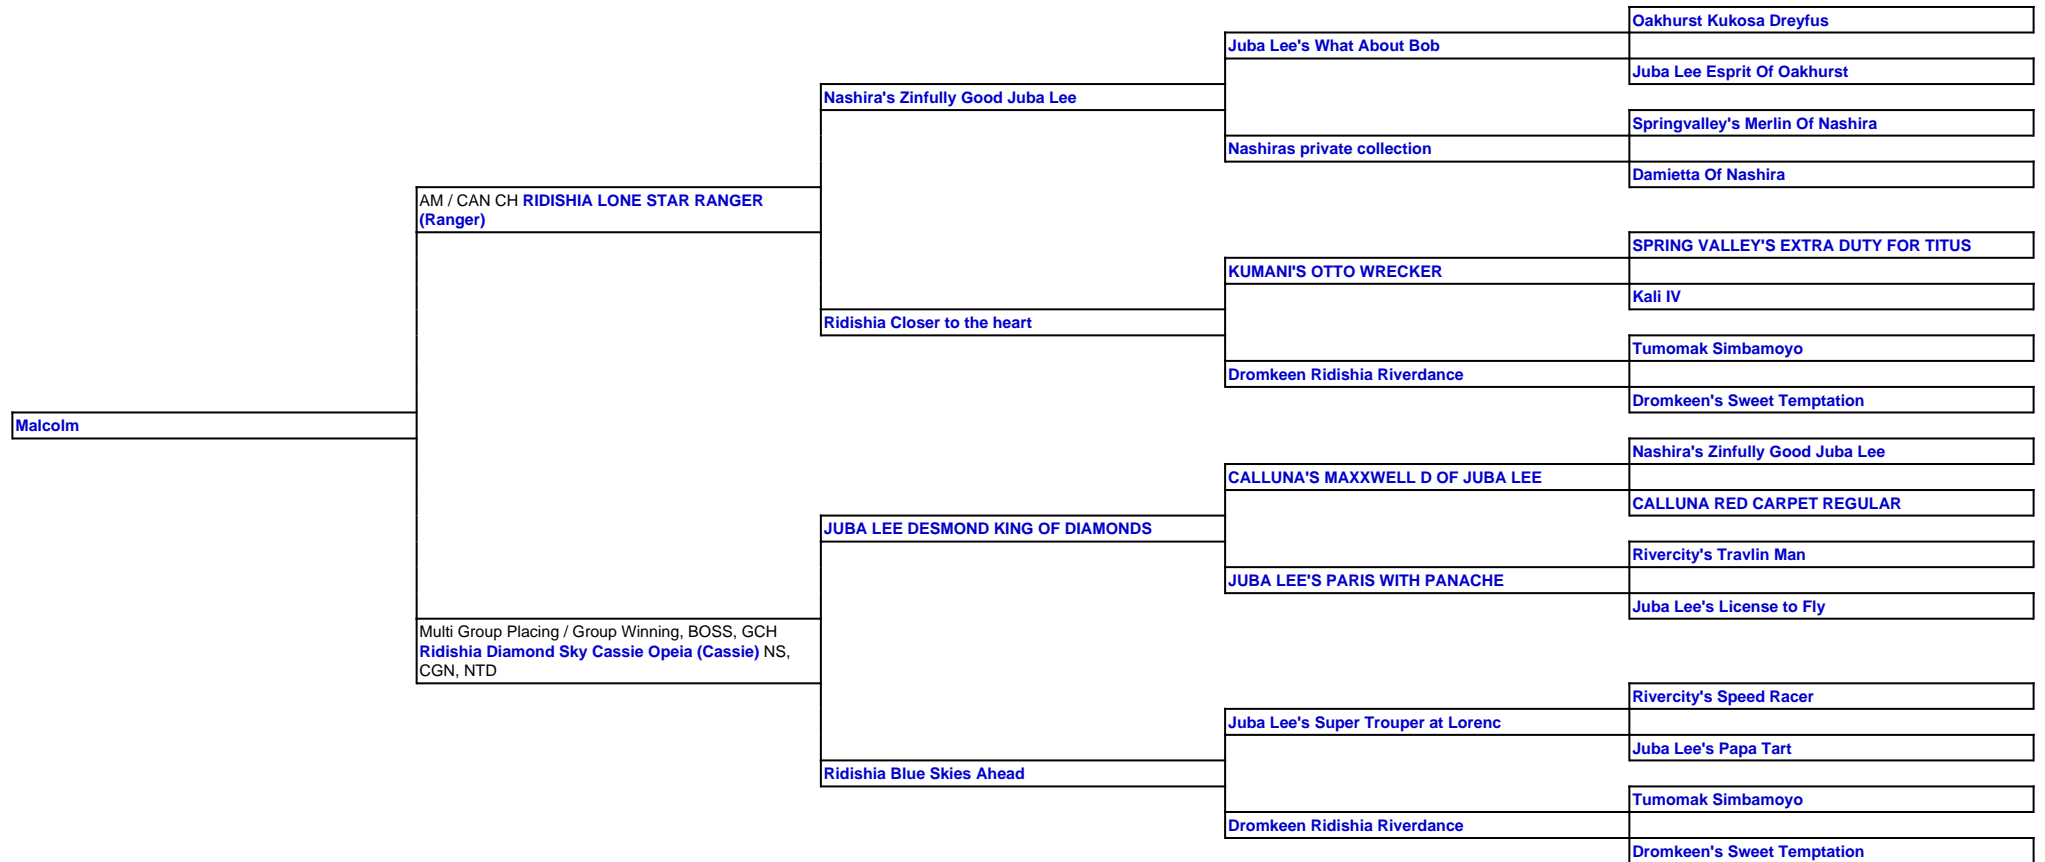 Oakhurst Kukosa Dreyfus
Juba Lee's What About Bob
Juba Lee Esprit Of Oakhurst
Nashira's Zinfully Good Juba Lee
Springvalley's Merlin Of Nashira
Nashiras private collection
Damietta Of Nashira
AM / CAN CH RIDISHIA LONE STAR RANGER
(Ranger)
SPRING VALLEY'S EXTRA DUTY FOR TITUS
KUMANI'S OTTO WRECKER
Kali IV
Ridishia Closer to the heart
Tumomak Simbamoyo
Dromkeen Ridishia Riverdance
Dromkeen's Sweet Temptation
Malcolm
Nashira's Zinfully Good Juba Lee
CALLUNA'S MAXXWELL D OF JUBA LEE
CALLUNA RED CARPET REGULAR
JUBA LEE DESMOND KING OF DIAMONDS
Rivercity's Travlin Man
JUBA LEE'S PARIS WITH PANACHE
Juba Lee's License to Fly
Multi Group Placing / Group Winning, BOSS, GCH
Ridishia Diamond Sky Cassie Opeia (Cassie) NS,
CGN, NTD
Rivercity's Speed Racer
Juba Lee's Super Trouper at Lorenc
Juba Lee's Papa Tart
Ridishia Blue Skies Ahead
Tumomak Simbamoyo
Dromkeen Ridishia Riverdance
Dromkeen's Sweet Temptation